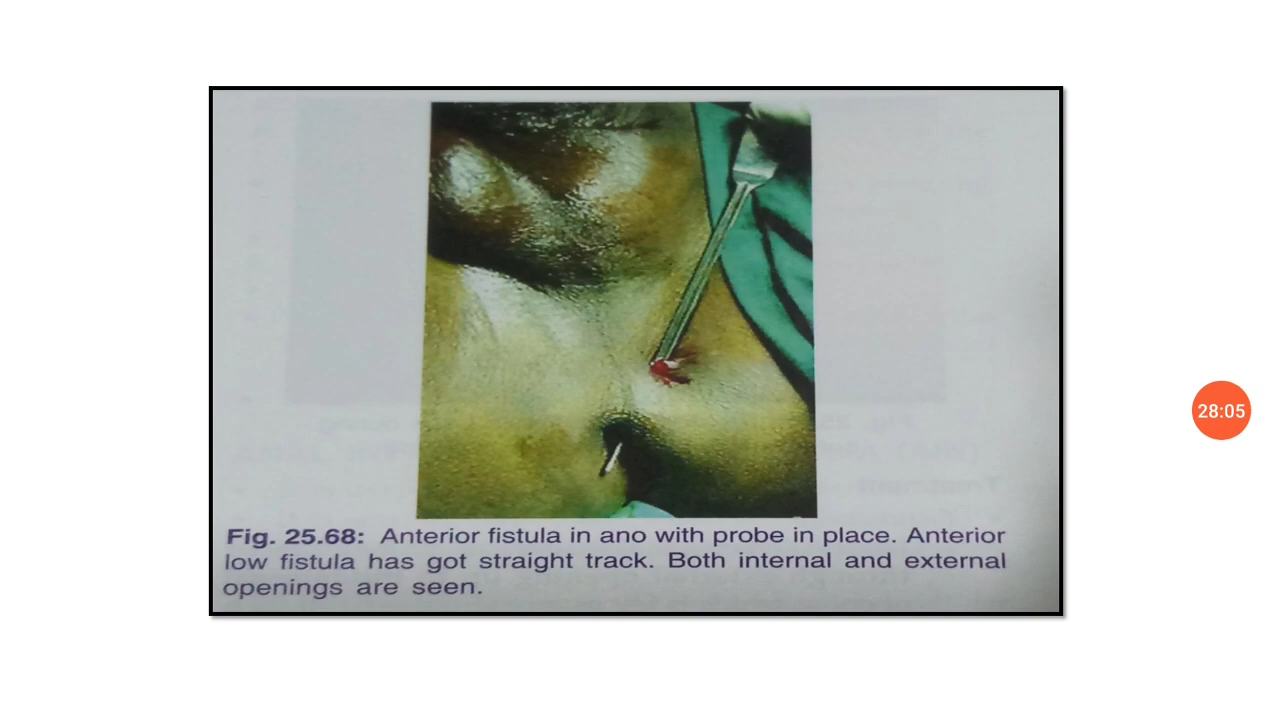 Fig. 25.68: Anterior fistula in ano with probe in place. Anterior
low fistula has got straight track. Both internal and external
openings are seen.
28:05